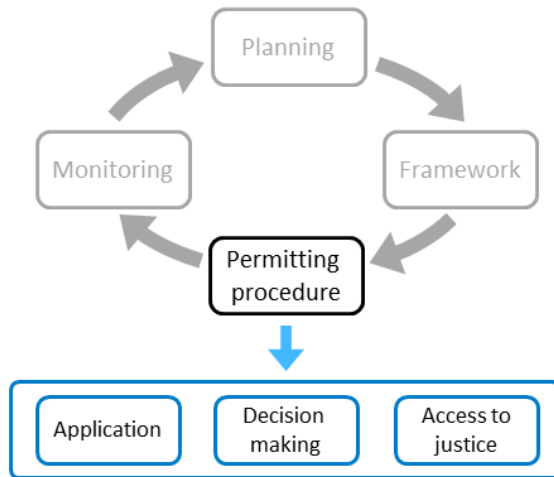 Planning
Monitoring
Framework
Permitting
procedure
Application
Decision
making
Access to
justice